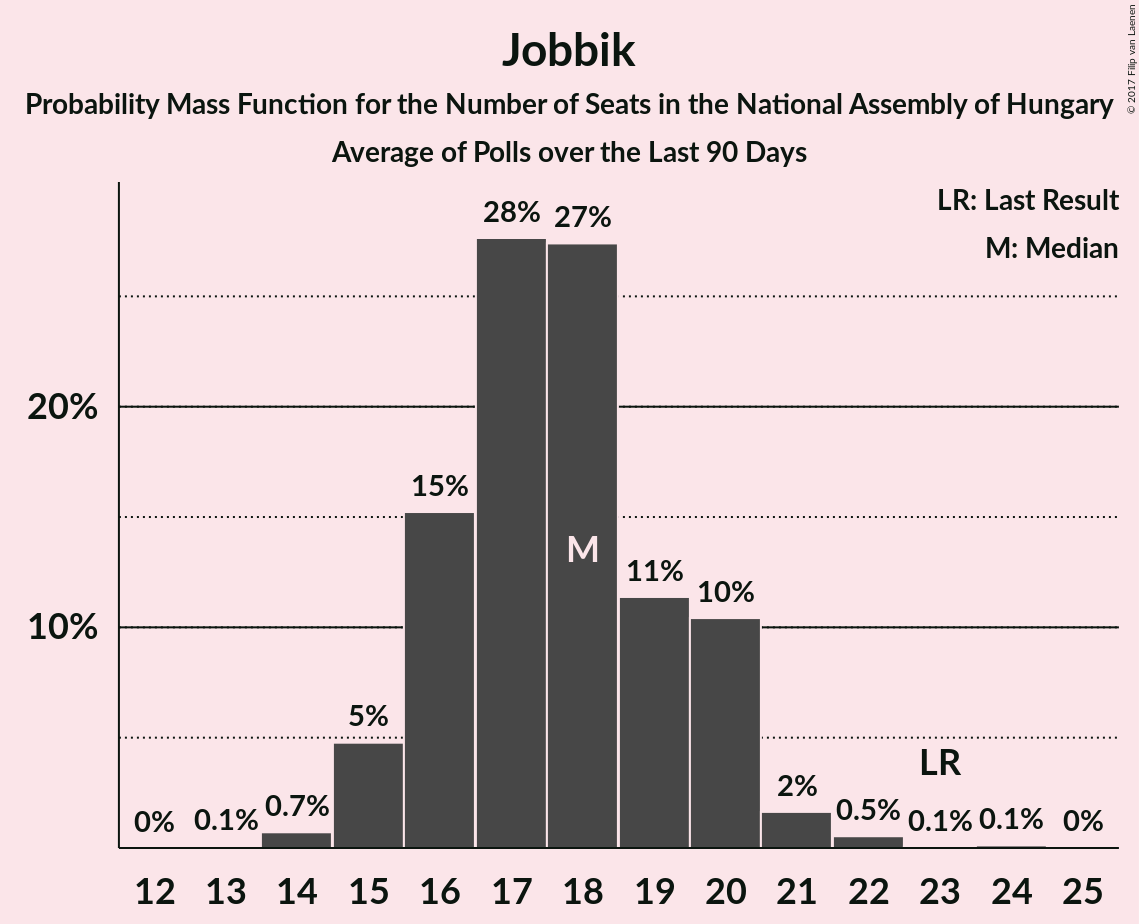 Jobbik
Probability Mass Function for the Number of Seats in the National Assembly of Hungary
Average of Polls over the Last 90 Days
© 2017 Filip van Laenen
LR: Last Result
M: Median
28%
27%
20%
15%
M
11%
10%
10%
5%
LR
2%
0% 0.1% 0.7% 0.5% 0.1% 0.1% 0%
12 13 14 15 16 17 18 19 20 21 22 23 24 25